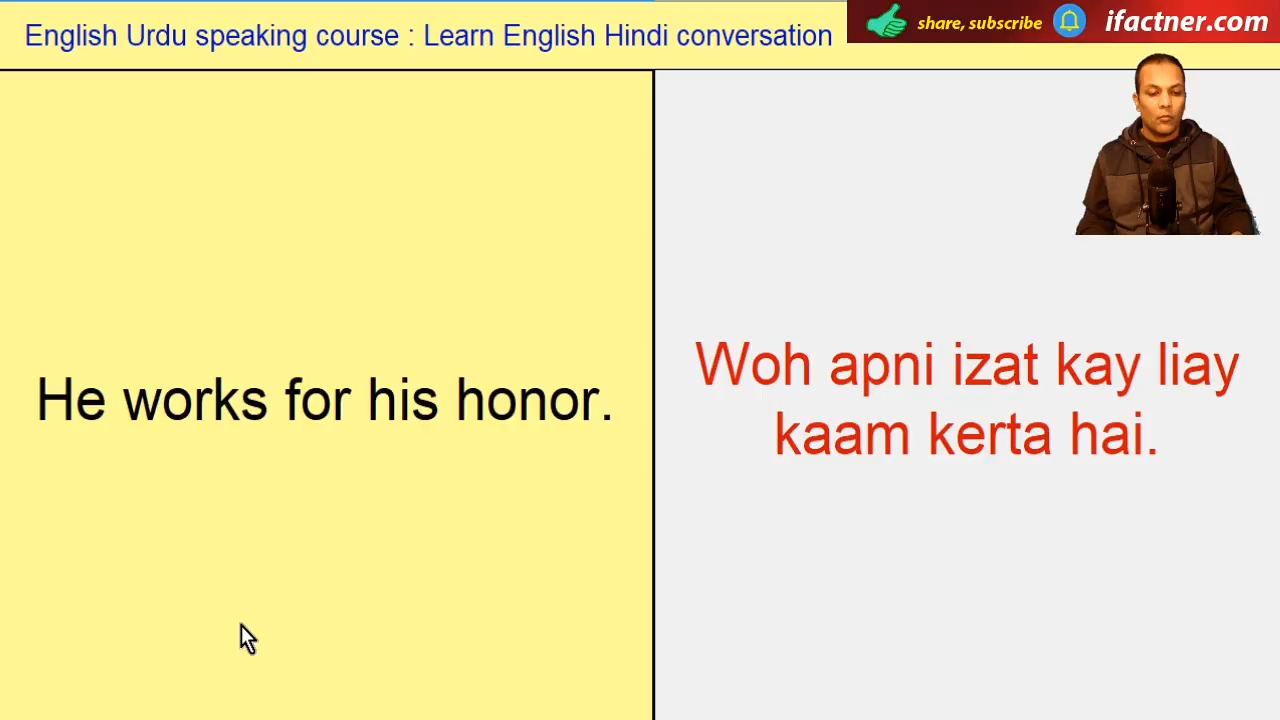 English Urdu speaking course : Learn English Hindi conversation
share, subscribe
ifactner.com
He works for his honor.
Woh apni izat kay liay
kaam kerta hai.